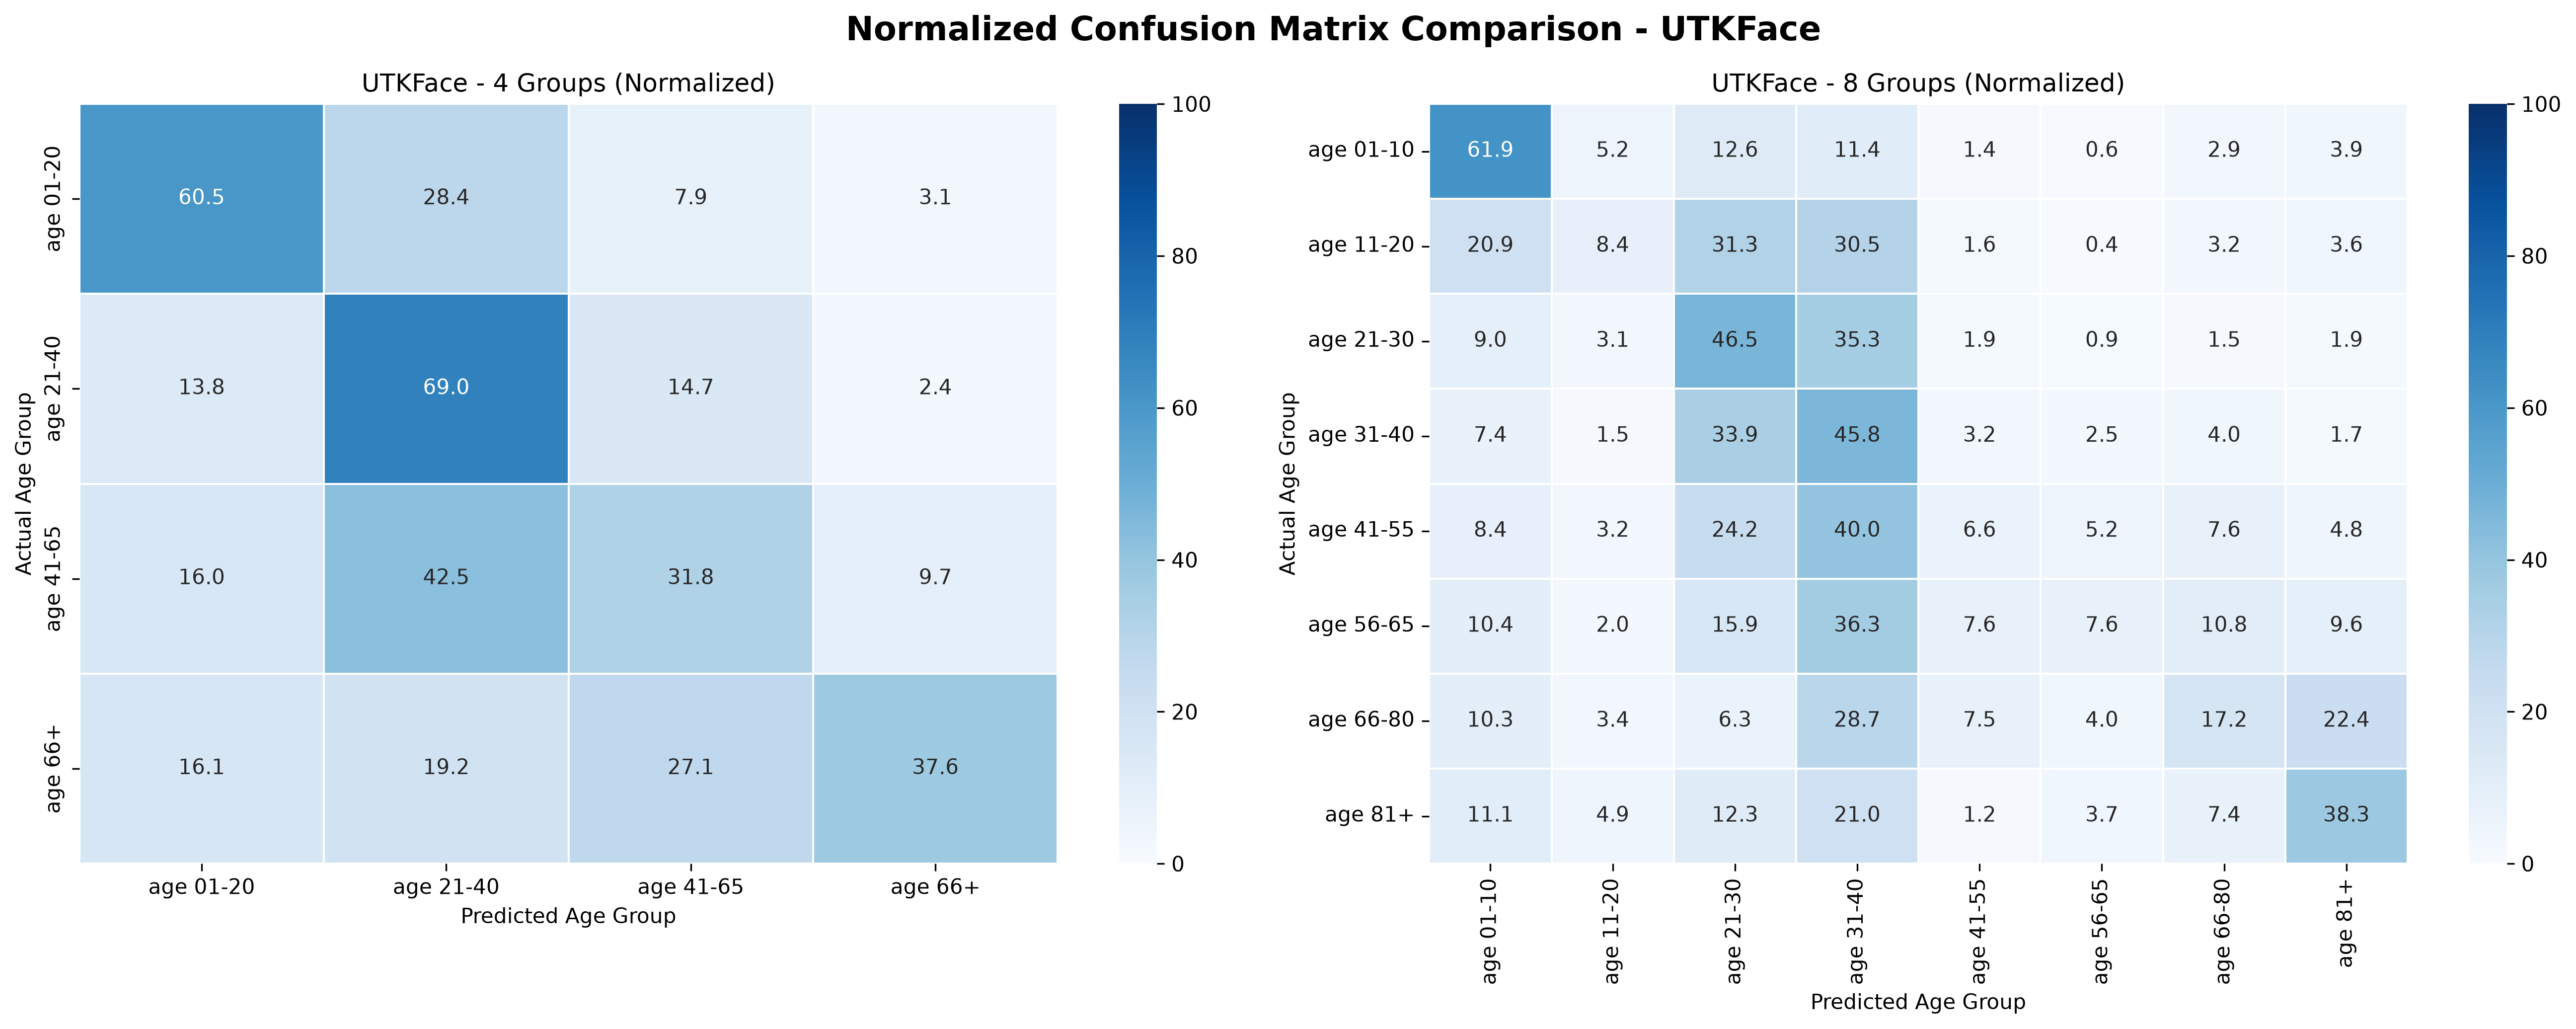 Normalized Confusion Matrix Comparison - UTKFace
UTKFace - 4 Groups (Normalized)
Actual Age Group
age 01-20
60.5 28.4 7.9 3.1
age 21-40
13.8 69.0 14.7 2.4
age 41-65
16.0 42.5 31.8 9.7
age 66+
16.1 19.2 27.1 37.6
age 01-20 age 21-40 age 41-65 age 66+
Predicted Age Group
100
80
60
40
20
0
UTKFace - 8 Groups (Normalized)
Actual Age Group
age 01-10 61.9 5.2 12.6 11.4 1.4 0.6 2.9 3.9
age 11-20 20.9 8.4 31.3 30.5 1.6 0.4 3.2 3.6
age 21-30 9.0 3.1 46.5 35.3 1.9 0.9 1.5 1.9
age 31-40 7.4 1.5 33.9 45.8 3.2 2.5 4.0 1.7
age 41-55 8.4 3.2 24.2 40.0 6.6 5.2 7.6 4.8
age 56-65 10.4 2.0 15.9 36.3 7.6 7.6 10.8 9.6
age 66-80 10.3 3.4 6.3 28.7 7.5 4.0 17.2 22.4
age 81+ 11.1 4.9 12.3 21.0 1.2 3.7 7.4 38.3
age 01-10 age 11-20 age 21-30 age 31-40 age 41-55 age 56-65 age 66-80 age 81+
Predicted Age Group
100
80
60
40
20
0